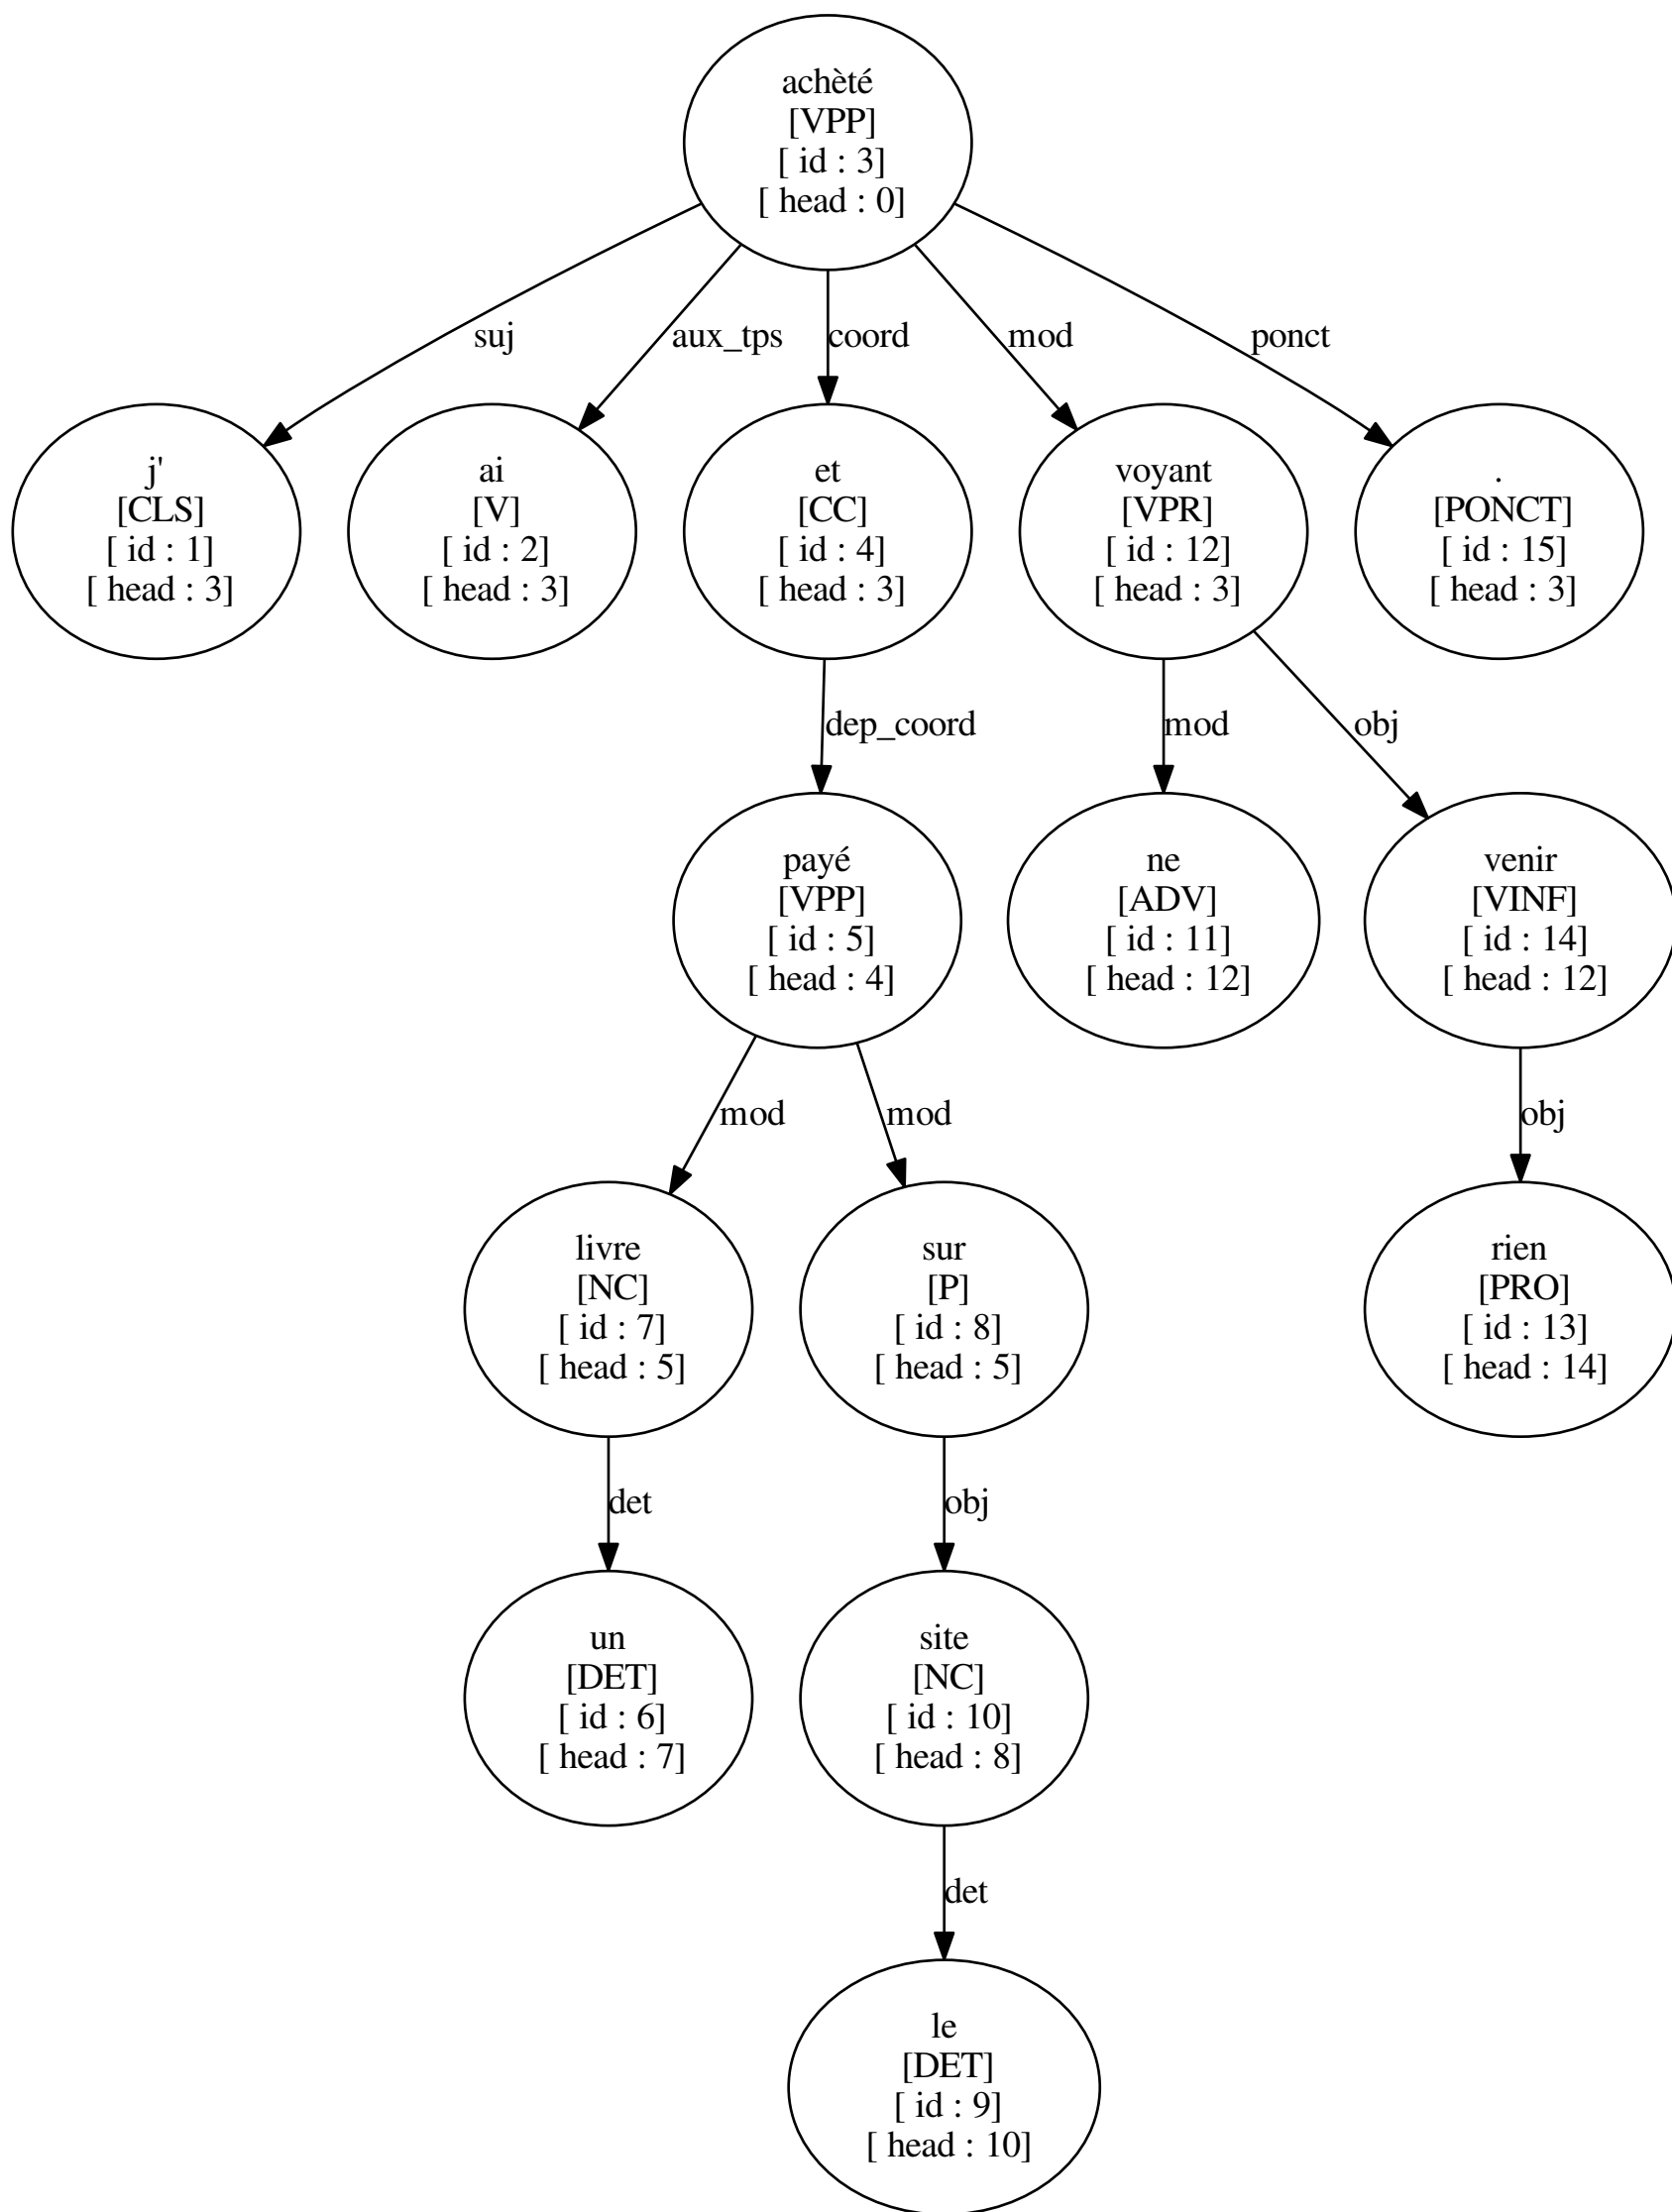 achèté
[VPP]
[ id : 3]
[ head : 0]
suj
aux_tps
coord
mod
ponct
j'
[CLS]
[ id : 1]
[ head : 3]
ai
[V]
[ id : 2]
[ head : 3]
et
[CC]
[ id : 4]
[ head : 3]
voyant
[VPR]
[ id : 12]
[ head : 3]
.
[PONCT]
[ id : 15]
[ head : 3]
dep_coord
mod
obj
payé
[VPP]
[ id : 5]
[ head : 4]
ne
[ADV]
[ id : 11]
[ head : 12]
venir
[VINF]
[ id : 14]
[ head : 12]
mod
mod
obj
livre
[NC]
[ id : 7]
[ head : 5]
sur
[P]
[ id : 8]
[ head : 5]
rien
[PRO]
[ id : 13]
[ head : 14]
det
obj
un
[DET]
[ id : 6]
[ head : 7]
site
[NC]
[ id : 10]
[ head : 8]
det
le
[DET]
[ id : 9]
[ head : 10]